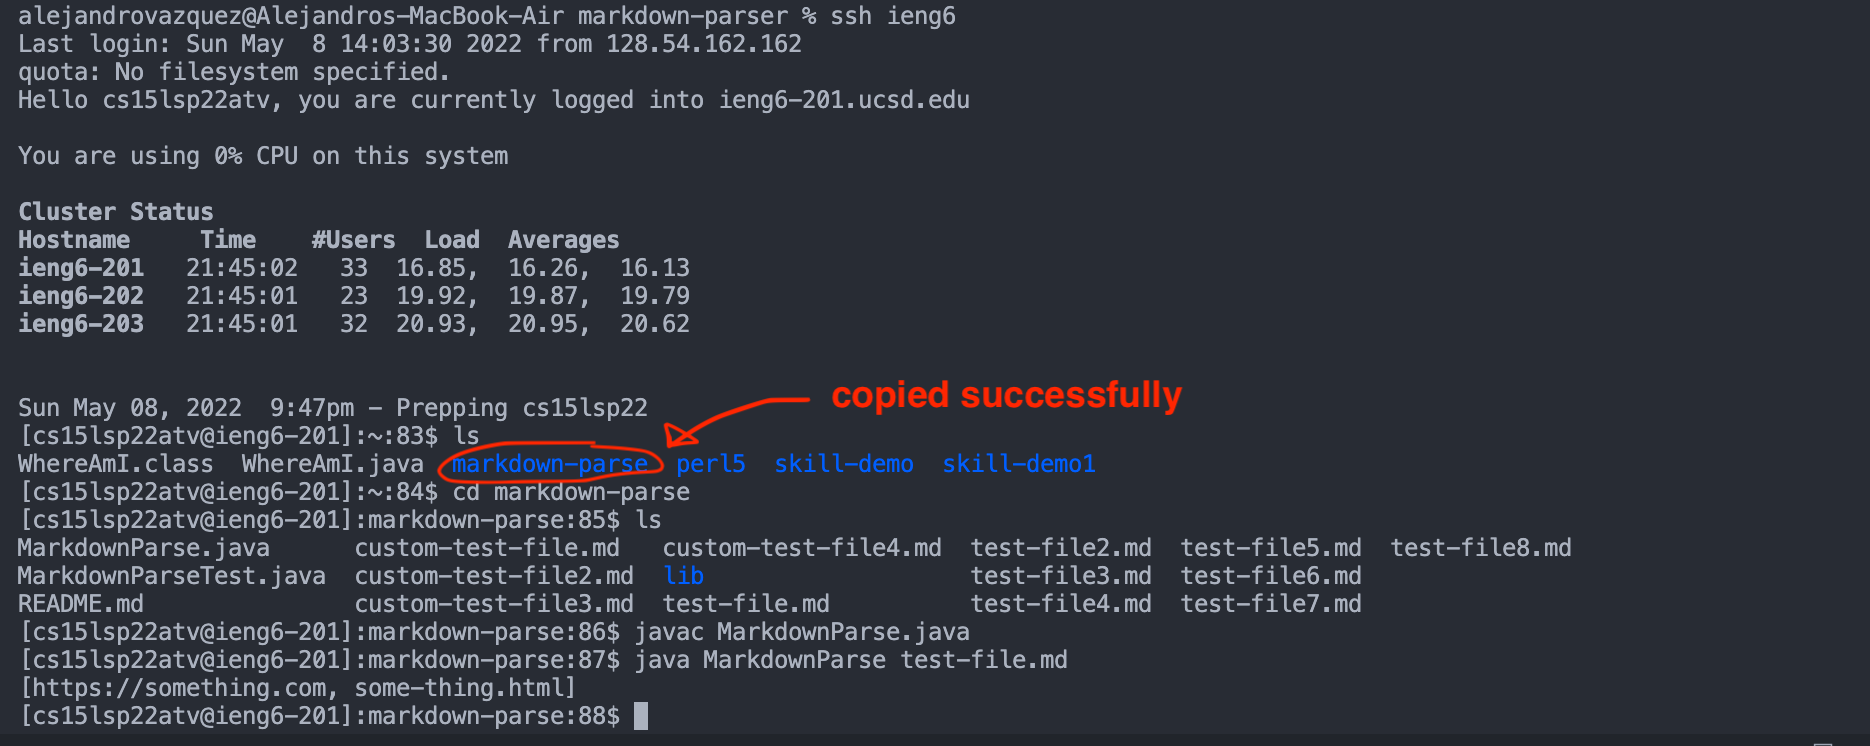 alejandrovazquez@Alejandros-MacBook-Air markdown-parser % ssh ieng6
Last login: Sun May  8 14:03:30 2022 from 128.54.162.162
quota: No filesystem specified.
Hello cs15lsp22atv, you are currently logged into ieng6-201.ucsd.edu
You are using 0% CPU on this system
Cluster Status
Hostname     Time    #Users  Load  Averages
ieng6-201   21:45:02   33  16.85,  16.26,  16.13
ieng6-202   21:45:01   23  19.92,  19.87,  19.79
ieng6-203   21:45:01   32  20.93,  20.95,  20.62
copied successfully
Sun May 08, 2022  9:47pm - Prepping cs15lsp22
[cs15lsp22atv@ieng6-201]:~:83$ ls
WhereAmI.class  WhereAmI.java  markdown-parse  perl5  skill-demo  skill-demo1
[cs15lsp22atv@ieng6-201]:~:84$ cd markdown-parse
[cs15lsp22atv@ieng6-201]:markdown-parse:85$ ls
MarkdownParse.java      custom-test-file.md   custom-test-file4.md  test-file2.md  test-file5.md  test-file8.md
MarkdownParseTest.java  custom-test-file2.md  lib                   test-file3.md  test-file6.md
README.md               custom-test-file3.md  test-file.md          test-file4.md  test-file7.md
[cs15lsp22atv@ieng6-201]:markdown-parse:86$ javac MarkdownParse.java
[cs15lsp22atv@ieng6-201]:markdown-parse:87$ java MarkdownParse test-file.md
[https://something.com, some-thing.html]
[cs15lsp22atv@ieng6-201]:markdown-parse:88$